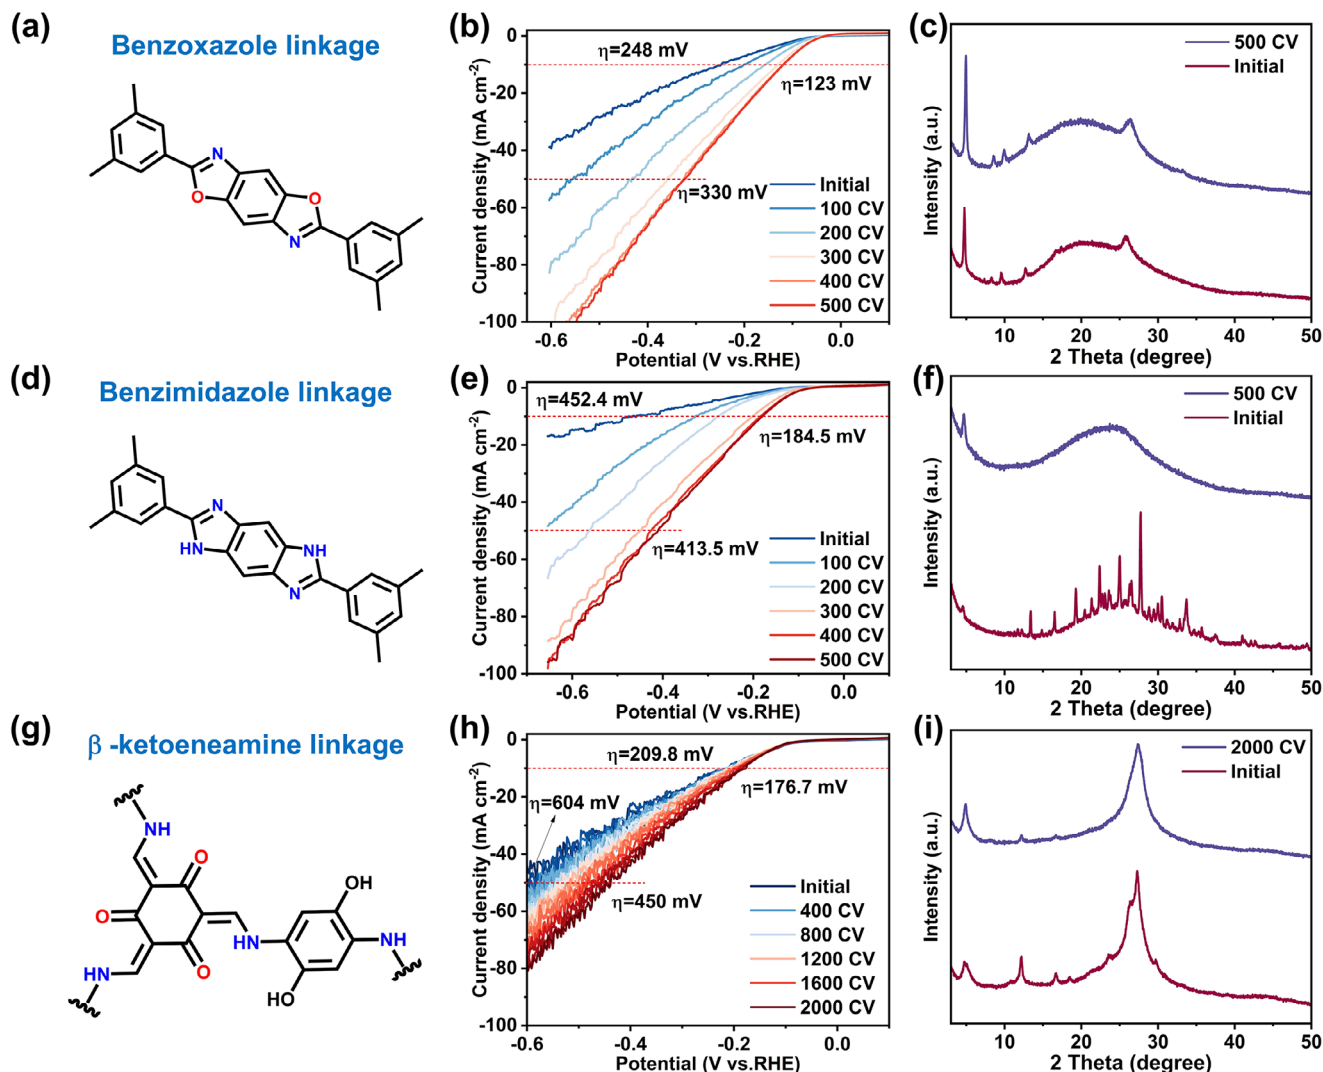 (a)
Benzoxazole linkage
N
O
O
N
(b)
η=248 mV
η=123 mV
η=330 mV
Initial
100 CV
200 CV
300 CV
400 CV
500 CV
0
-20
-40
-60
-80
-100
-0.6
-0.4
-0.2
0.0
Current density (mA cm⁻²)
Potential (V vs.RHE)
(c)
500 CV
Initial
Intensity (a.u.)
10
20
30
40
50
2 Theta (degree)
(d)
Benzimidazole linkage
N
HN
NH
N
(e)
η=452.4 mV
η=184.5 mV
η=413.5 mV
Initial
100 CV
200 CV
300 CV
400 CV
500 CV
0
-20
-40
-60
-80
-100
-0.6
-0.4
-0.2
0.0
Current density (mA cm⁻²)
Potential (V vs.RHE)
(f)
500 CV
Initial
Intensity (a.u.)
10
20
30
40
50
2 Theta (degree)
(g)
β -ketoeneamine linkage
NH
O
O
O
HN
HN
OH
NH
HO
(h)
η=209.8 mV
η=176.7 mV
η=604 mV
η=450 mV
Initial
400 CV
800 CV
1200 CV
1600 CV
2000 CV
0
-20
-40
-60
-80
-100
-0.6
-0.4
-0.2
0.0
Current density (mA cm⁻²)
Potential (V vs.RHE)
(i)
2000 CV
Initial
Intensity (a.u.)
10
20
30
40
50
2 Theta (degree)